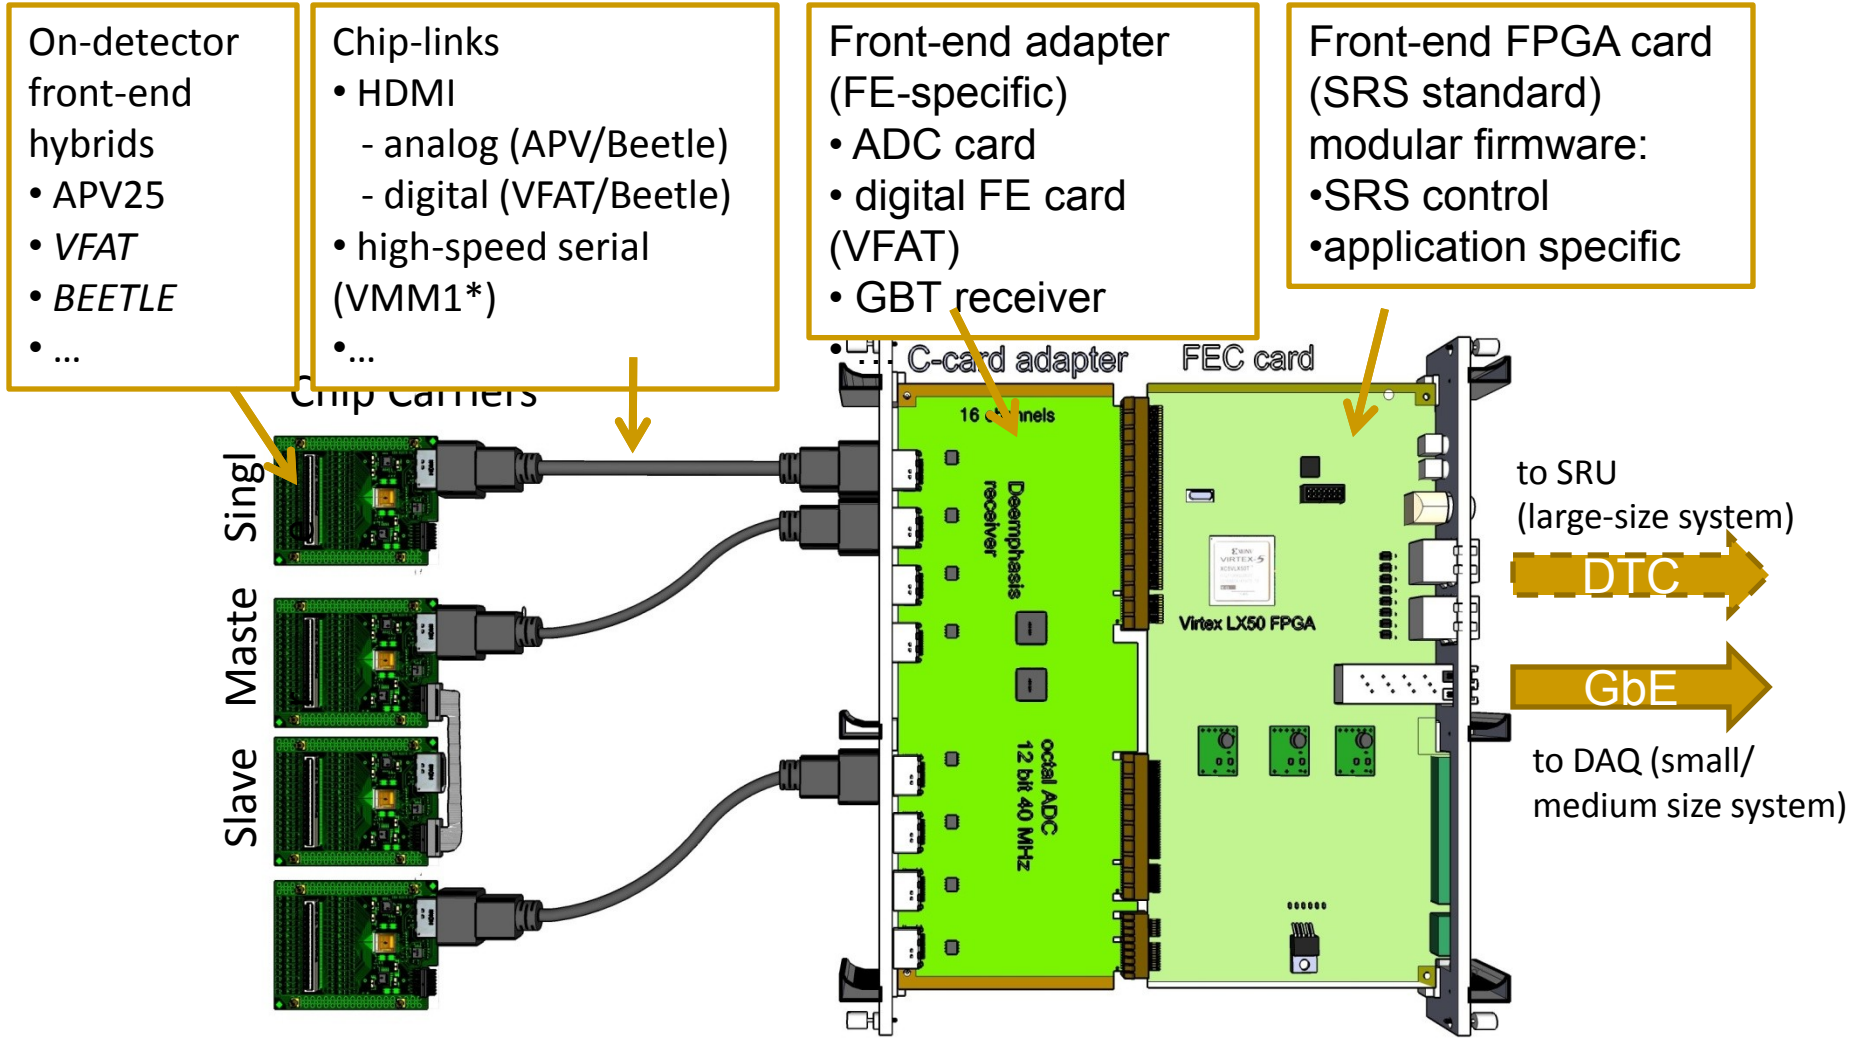 On-detector
front-end
hybrids
• APV25
• VFAT
• BEETLE
• ...
Chip-links
• HDMI
- analog (APV/Beetle)
- digital (VFAT/Beetle)
• high-speed serial
(VMM1*)
•...
Front-end adapter
(FE-specific)
• ADC card
• digital FE card
(VFAT)
• GBT receiver
• ...
Front-end FPGA card
(SRS standard)
modular firmware:
•SRS control
•application specific
Chip Carriers
C-card adapter
FEC card
Singl
e
Maste
Slave
16 channels
Deemphasis
receiver
octal ADC
12 bit 40 MHz
VIRTEX-5
Virtex LX50 FPGA
to SRU
(large-size system)
DTC
GbE
to DAQ (small/
medium size system)